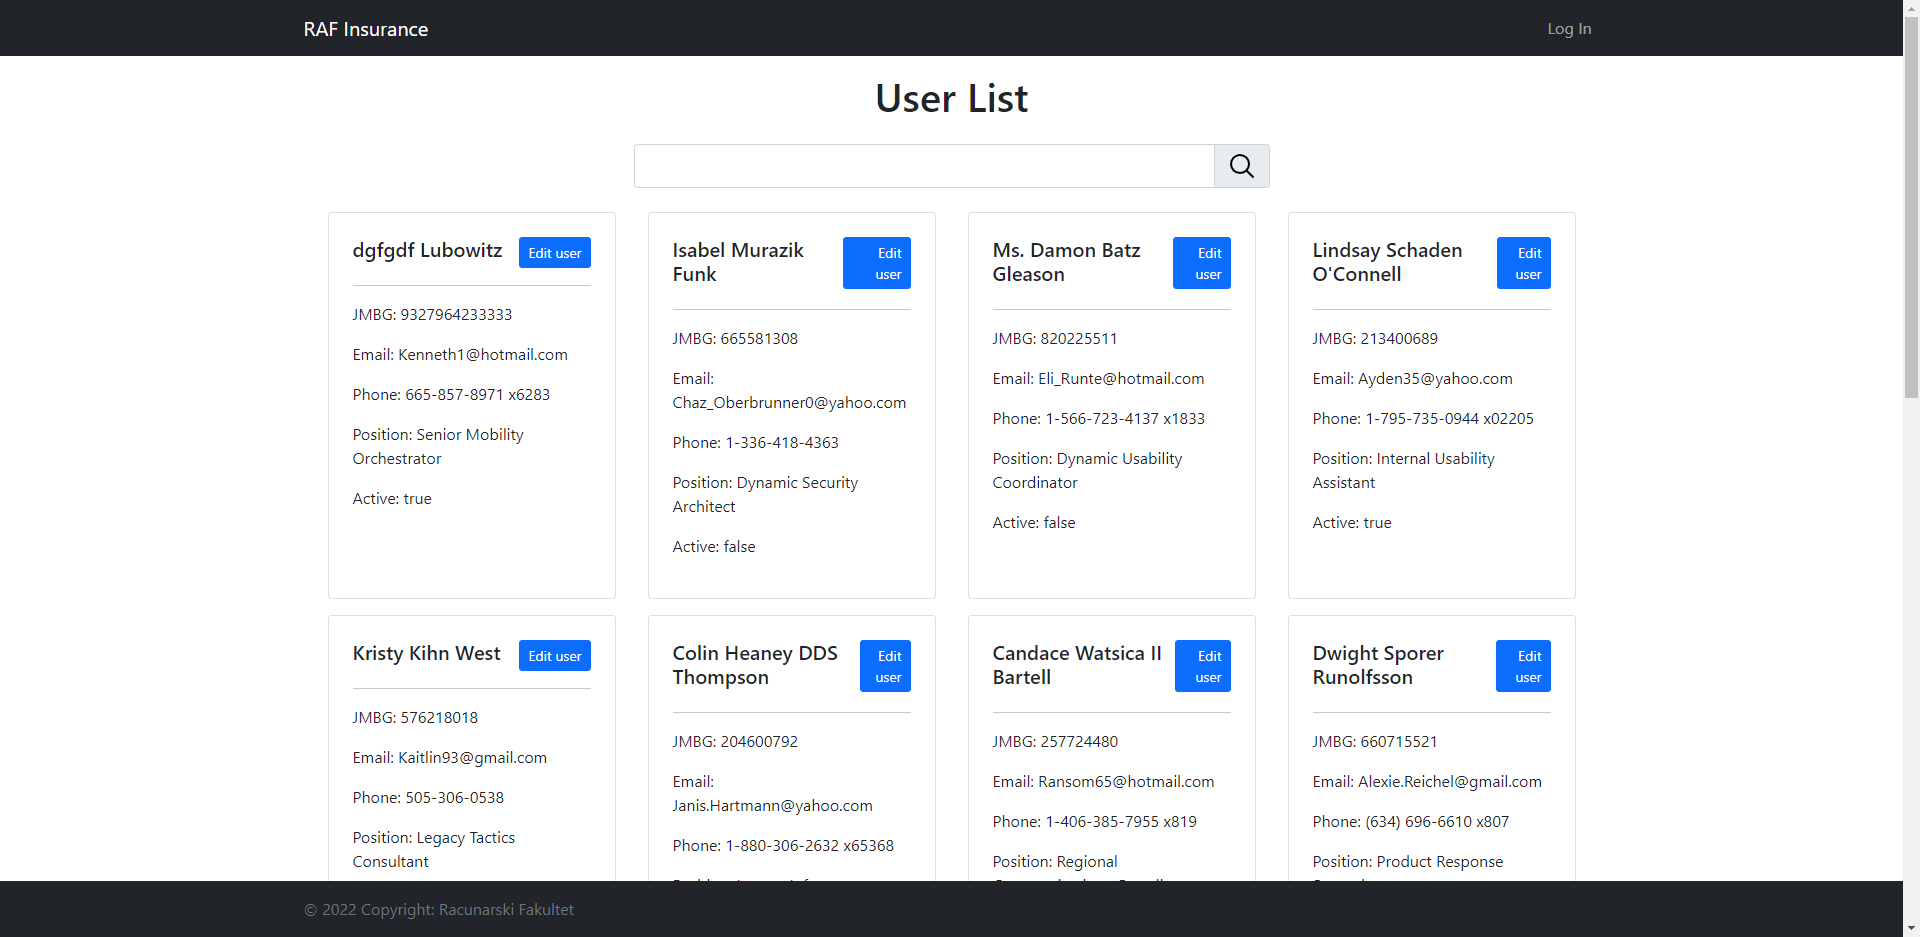 RAF Insurance
Log In
User List
dgfgdf Lubowitz
Edit user
JMBG: 9327964233333
Email: Kenneth1@hotmail.com
Phone: 665-857-8971 x6283
Position: Senior Mobility
Orchestrator
Active: true
Isabel Murazik
Funk
Edit
user
JMBG: 665581308
Email:
Chaz_Oberbrunner0@yahoo.com
Phone: 1-336-418-4363
Position: Dynamic Security
Architect
Active: false
Ms. Damon Batz
Gleason
Edit
user
JMBG: 820225511
Email: Eli_Runte@hotmail.com
Phone: 1-566-723-4137 x1833
Position: Dynamic Usability
Coordinator
Active: false
Lindsay Schaden
O'Connell
Edit
user
JMBG: 213400689
Email: Ayden35@yahoo.com
Phone: 1-795-735-0944 x02205
Position: Internal Usability
Assistant
Active: true
Kristy Kihn West
Edit user
JMBG: 576218018
Email: Kaitlin93@gmail.com
Phone: 505-306-0538
Position: Legacy Tactics
Consultant
Colin Heaney DDS
Thompson
Edit
user
JMBG: 204600792
Email:
Janis.Hartmann@yahoo.com
Phone: 1-880-306-2632 x65368
Candace Watsica II
Bartell
Edit
user
JMBG: 257724480
Email: Ransom65@hotmail.com
Phone: 1-406-385-7955 x819
Position: Regional
Dwight Sporer
Runolfsson
Edit
user
JMBG: 660715521
Email: Alexie.Reichel@gmail.com
Phone: (634) 696-6610 x807
Position: Product Response
© 2022 Copyright: Racunarski Fakultet